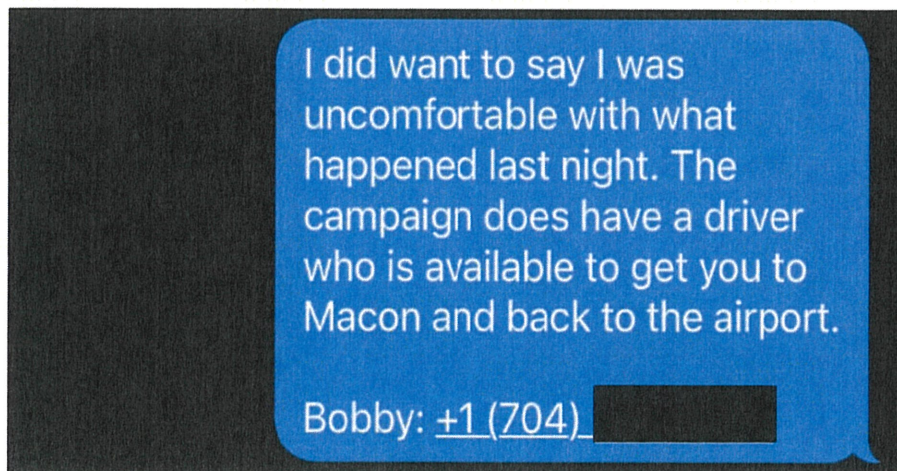 I did want to say I was
uncomfortable with what
happened last night. The
campaign does have a driver
who is available to get you to
Macon and back to the airport.
Bobby: +1 (704)